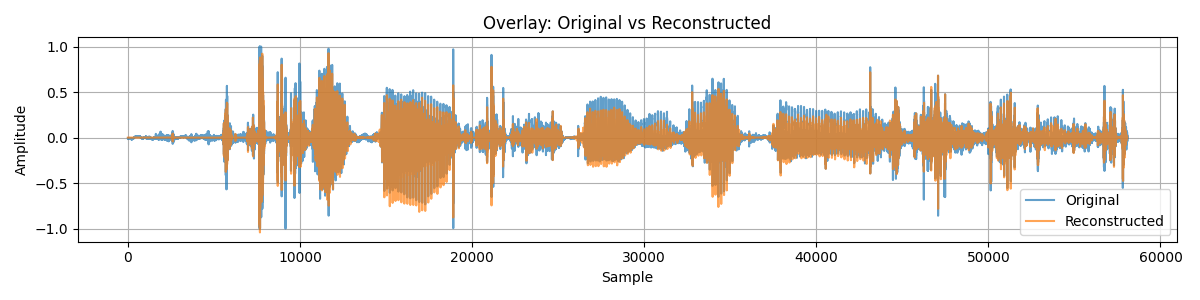 Overlay: Original vs Reconstructed
1.0
0.5
0.0
−0.5
−1.0
Amplitude
Original
Reconstructed
0
10000
20000
30000
40000
50000
60000
Sample